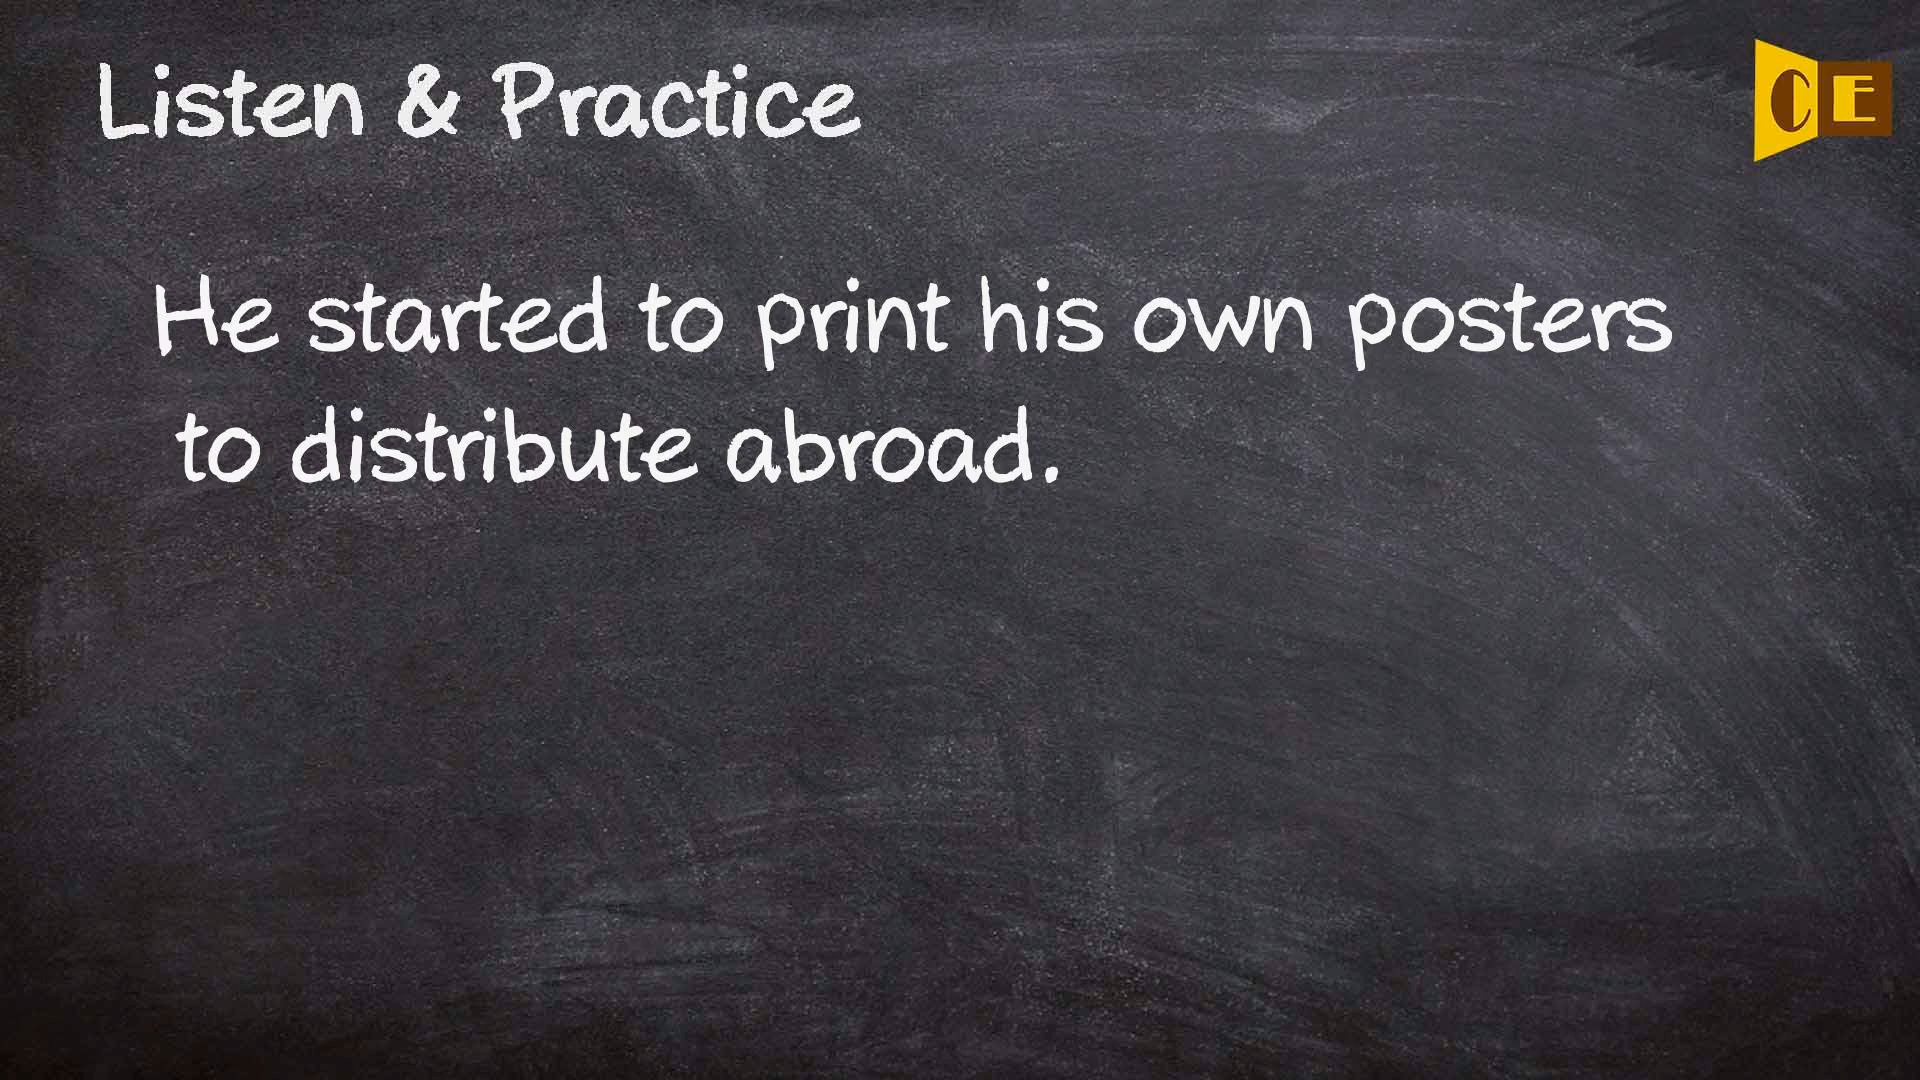 Listen & Practice
CE
He started to print his own posters
to distribute abroad.